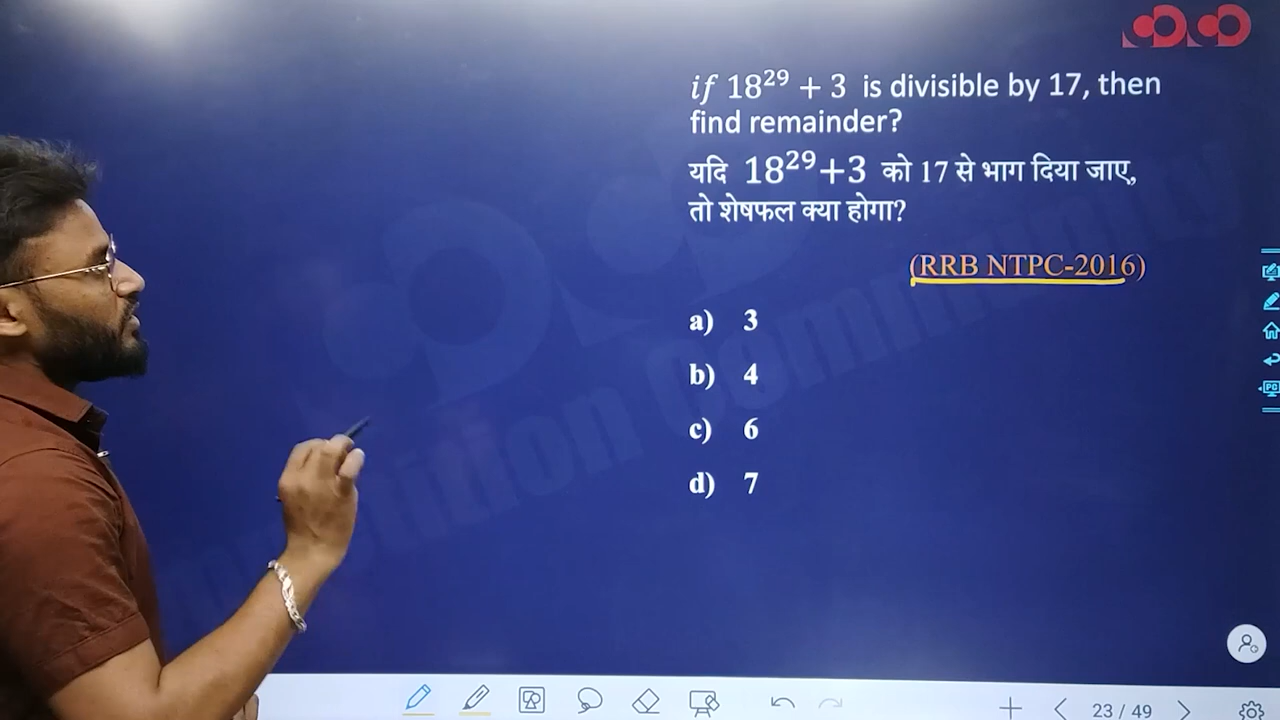 if 18²⁹ + 3 is divisible by 17, then
find remainder?
यदि 18²⁹+3 को 17 से भाग दिया जाए,
तो शेषफल क्या होगा?
(RRB NTPC-2016)
a) 3
b) 4
c) 6
d) 7
PC
23 / 49